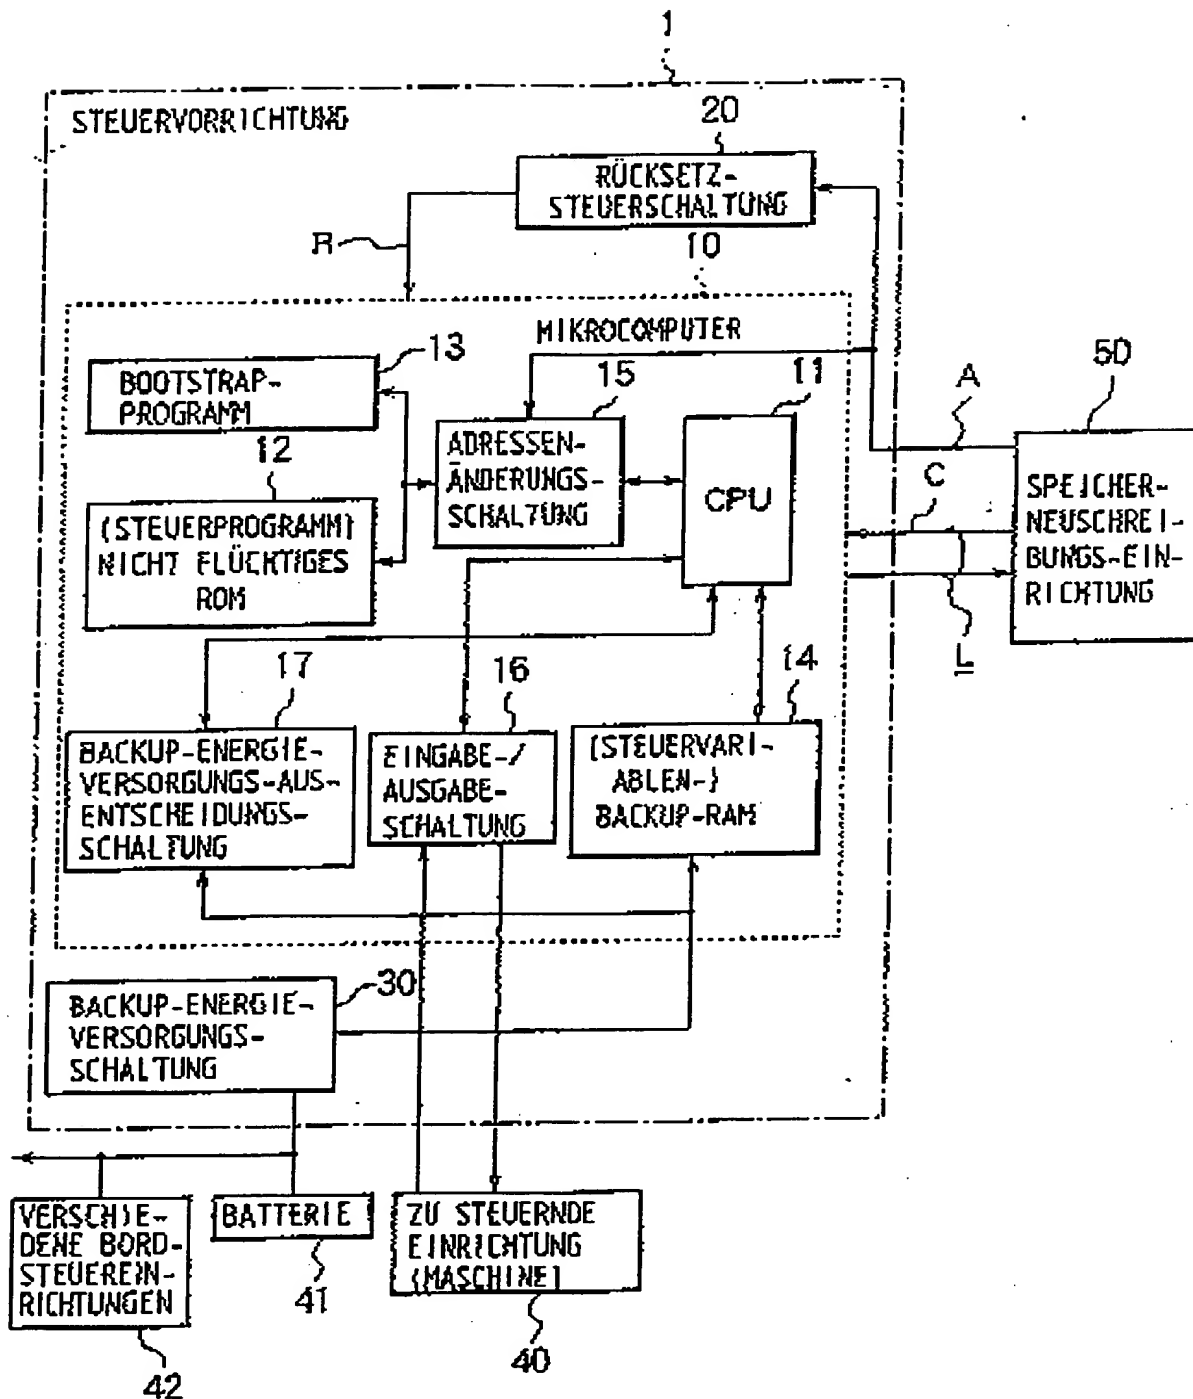 1
STEUERVORRICHTUNG
20
RÜCKSETZ-
STEUERSCHALTUNG
R
10
MIKROCOMPUTER
13
BOOTSTRAP-
PROGRAMM
15
11
A
50
12
ADRESSEN-
ÄNDERUNGS-
SCHALTUNG
CPU
C
SPEICHER-
NEUSCHREI-
BUNGS-EIN-
RICHTUNG
(STEUERPROGRAMM)
NICHT FLÜCHTIGES
ROM
L
17
16
14
BACKUP-ENERGIE-
VERSORGUNGS-AUS-
ENTSCHEIDUNGS-
SCHALTUNG
EINGABE-/
AUSGABE-
SCHALTUNG
(STEUERVARI-
ABLEN-)
BACKUP-RAM
30
BACKUP-ENERGIE-
VERSORGUNGS-
SCHALTUNG
VERSCHIE-
DENE BORD-
STEUEREIN-
RICHTUNGEN
BATTERIE
ZU STEUERNDE
EINRICHTUNG
(MASCHINE)
41
40
42